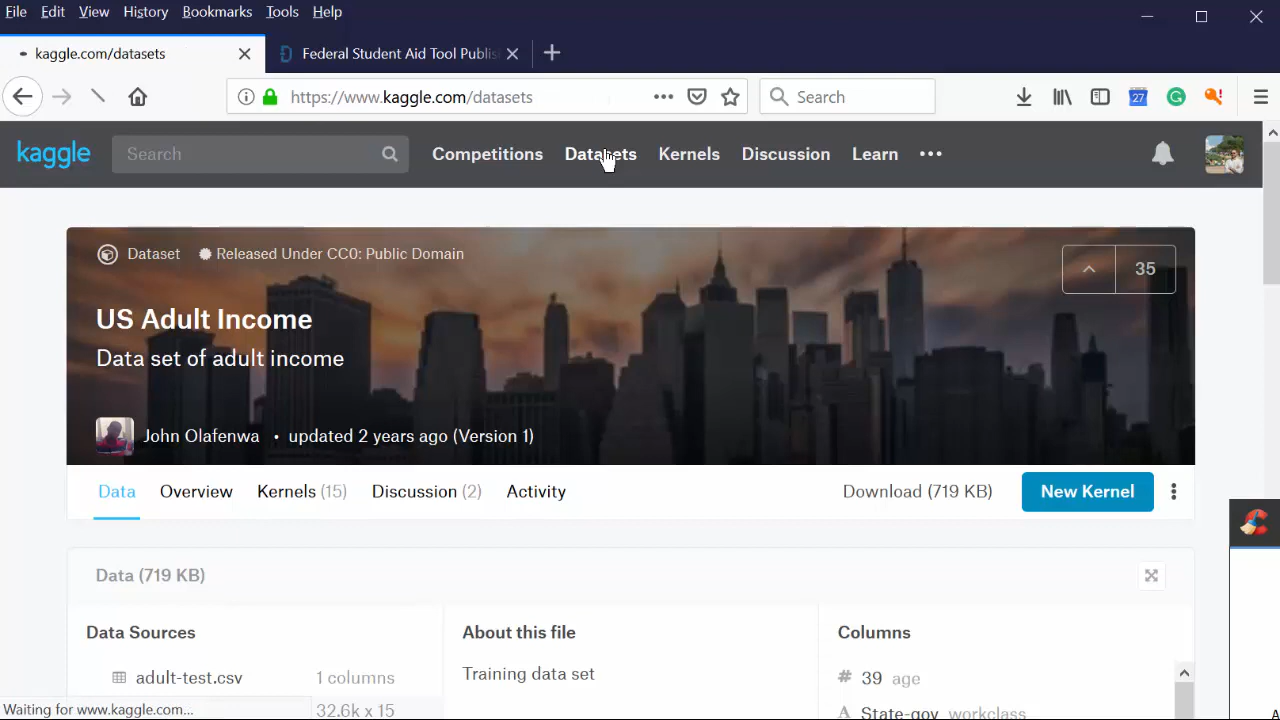 File Edit View History Bookmarks Tools Help
kaggle.com/datasets
Federal Student Aid Tool Publis
https://www.kaggle.com/datasets
Search
27
kaggle
Search
Competitions Datasets Kernels Discussion Learn
Dataset
Released Under CC0: Public Domain
35
US Adult Income
Data set of adult income
John Olafenwa • updated 2 years ago (Version 1)
Data Overview Kernels (15) Discussion (2) Activity
Download (719 KB)
New Kernel
Data (719 KB)
Data Sources
About this file
Columns
adult-test.csv 1 columns
Training data set
# 39 age
32.6k x 15
A State-gov workclass
Waiting for www.kaggle.com...
A